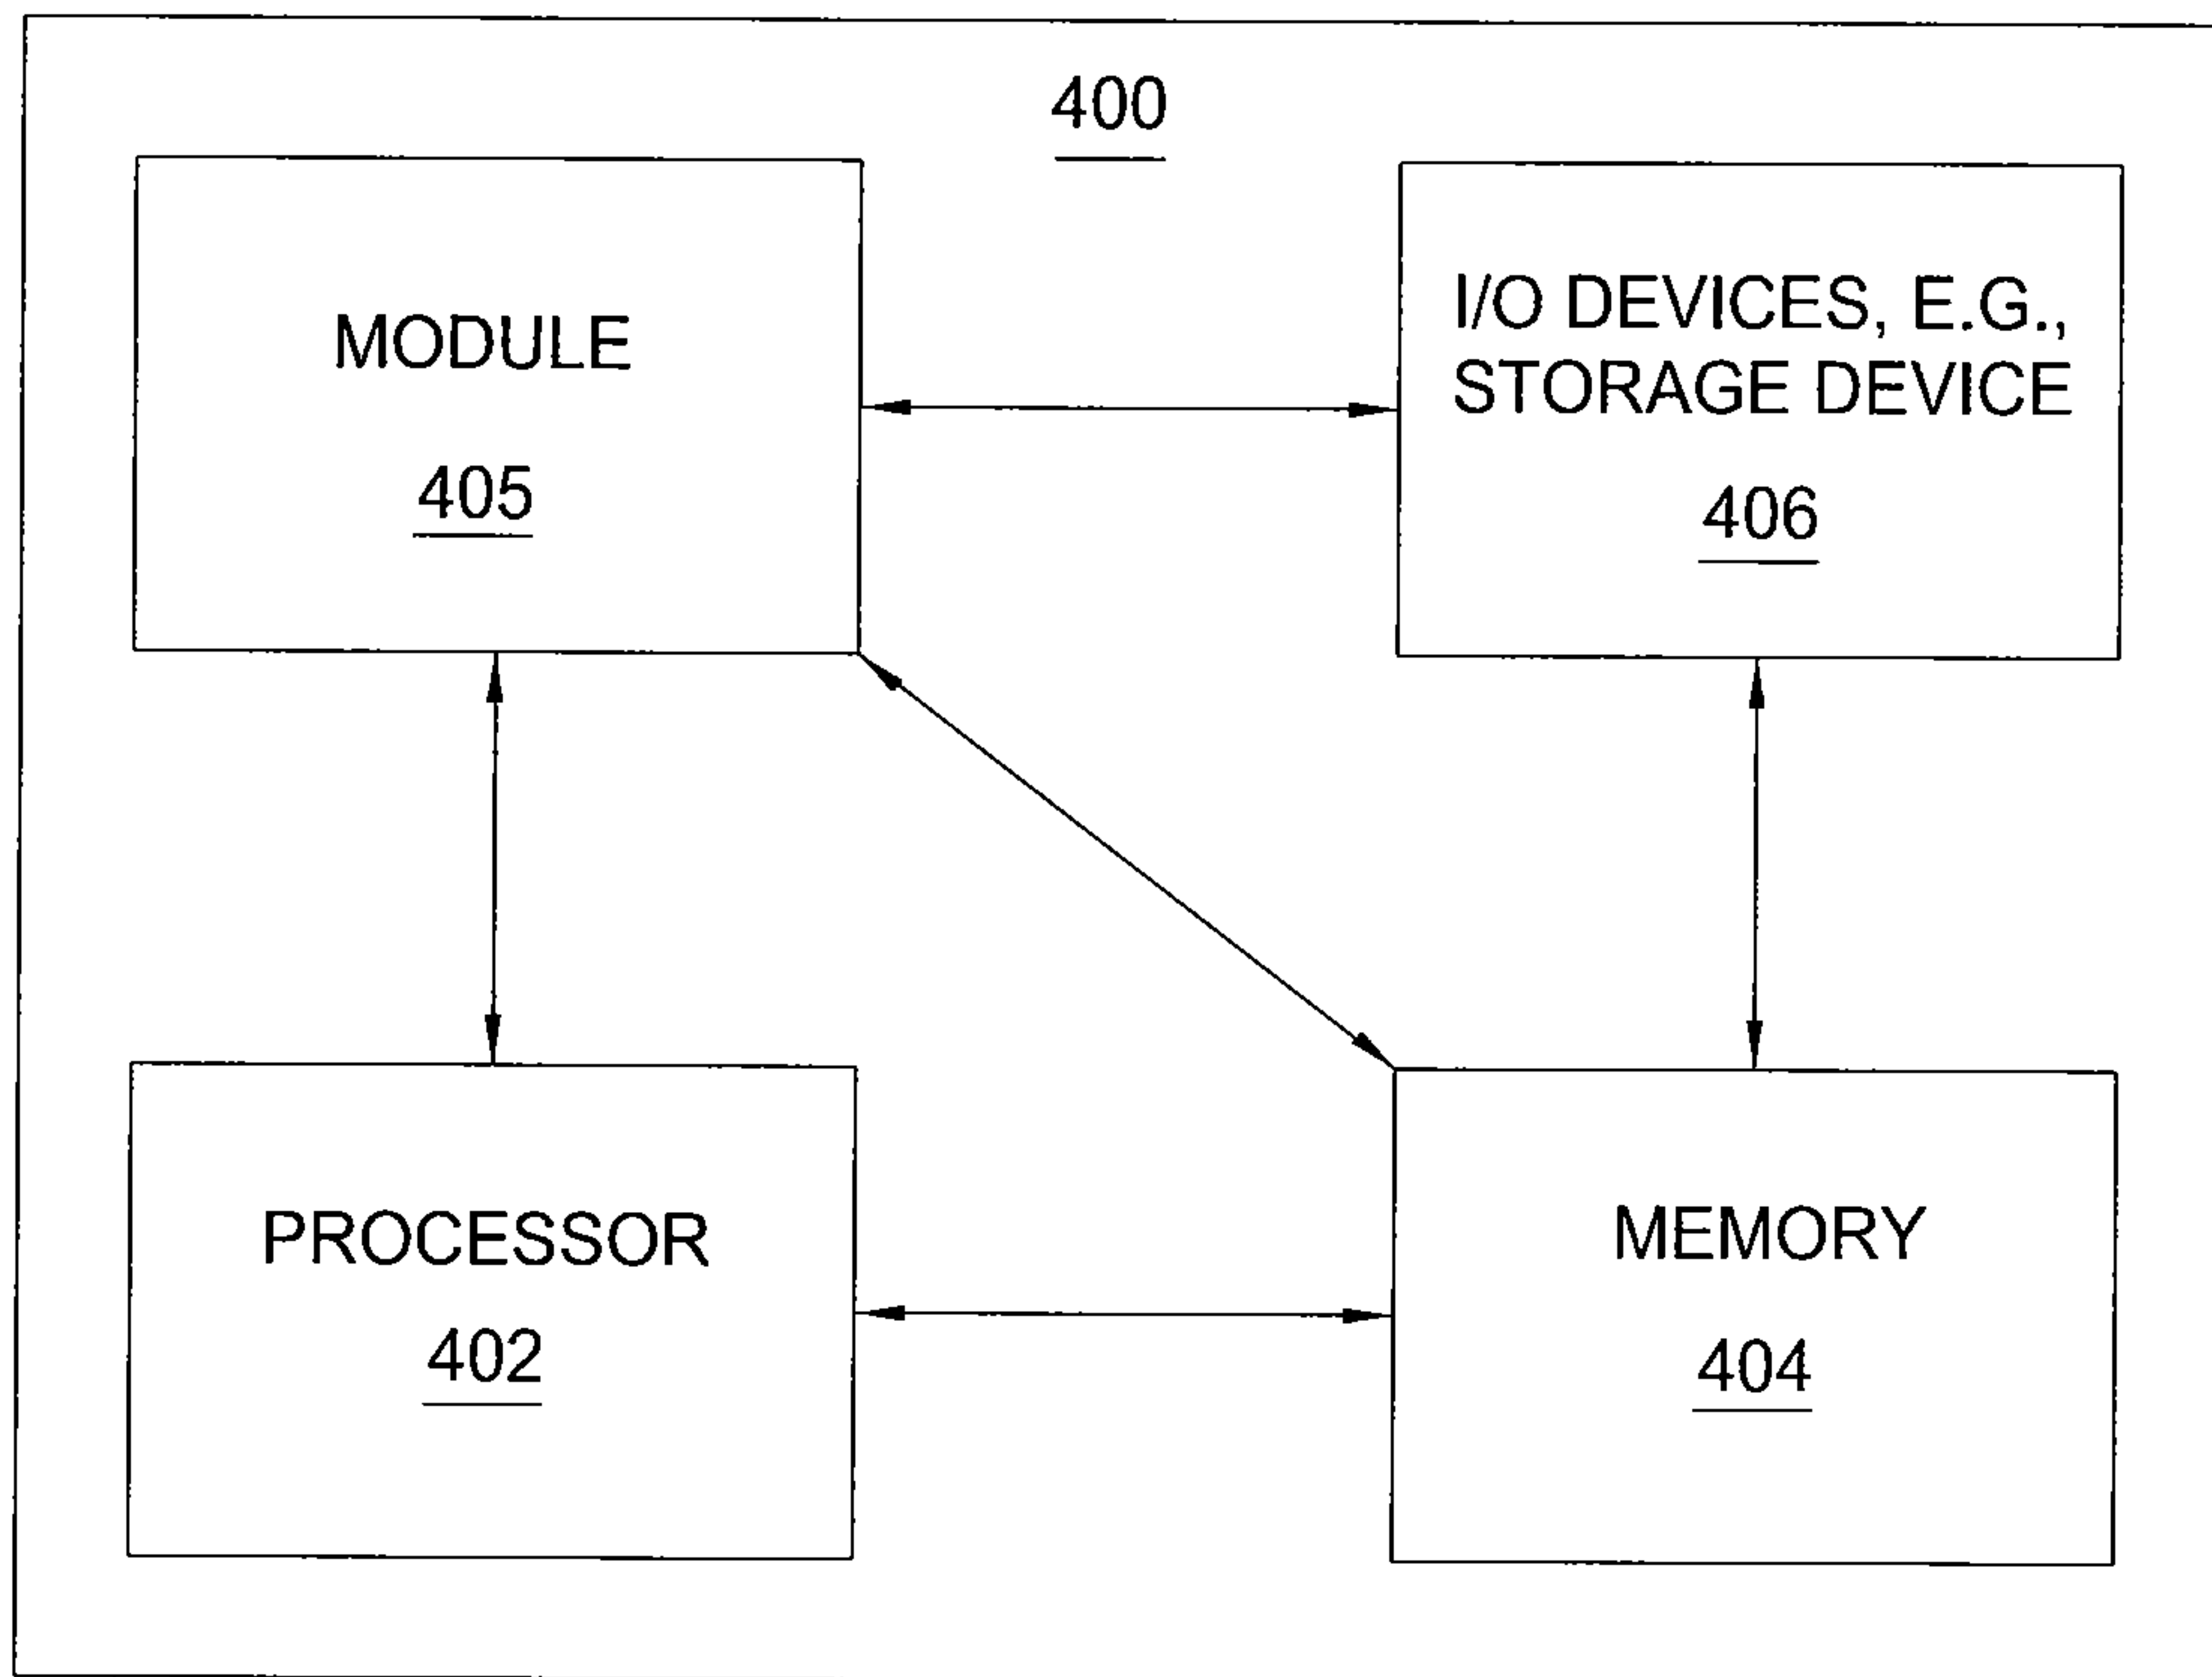 400
MODULE
405
I/O DEVICES, E.G.,
STORAGE DEVICE
406
PROCESSOR
402
MEMORY
404